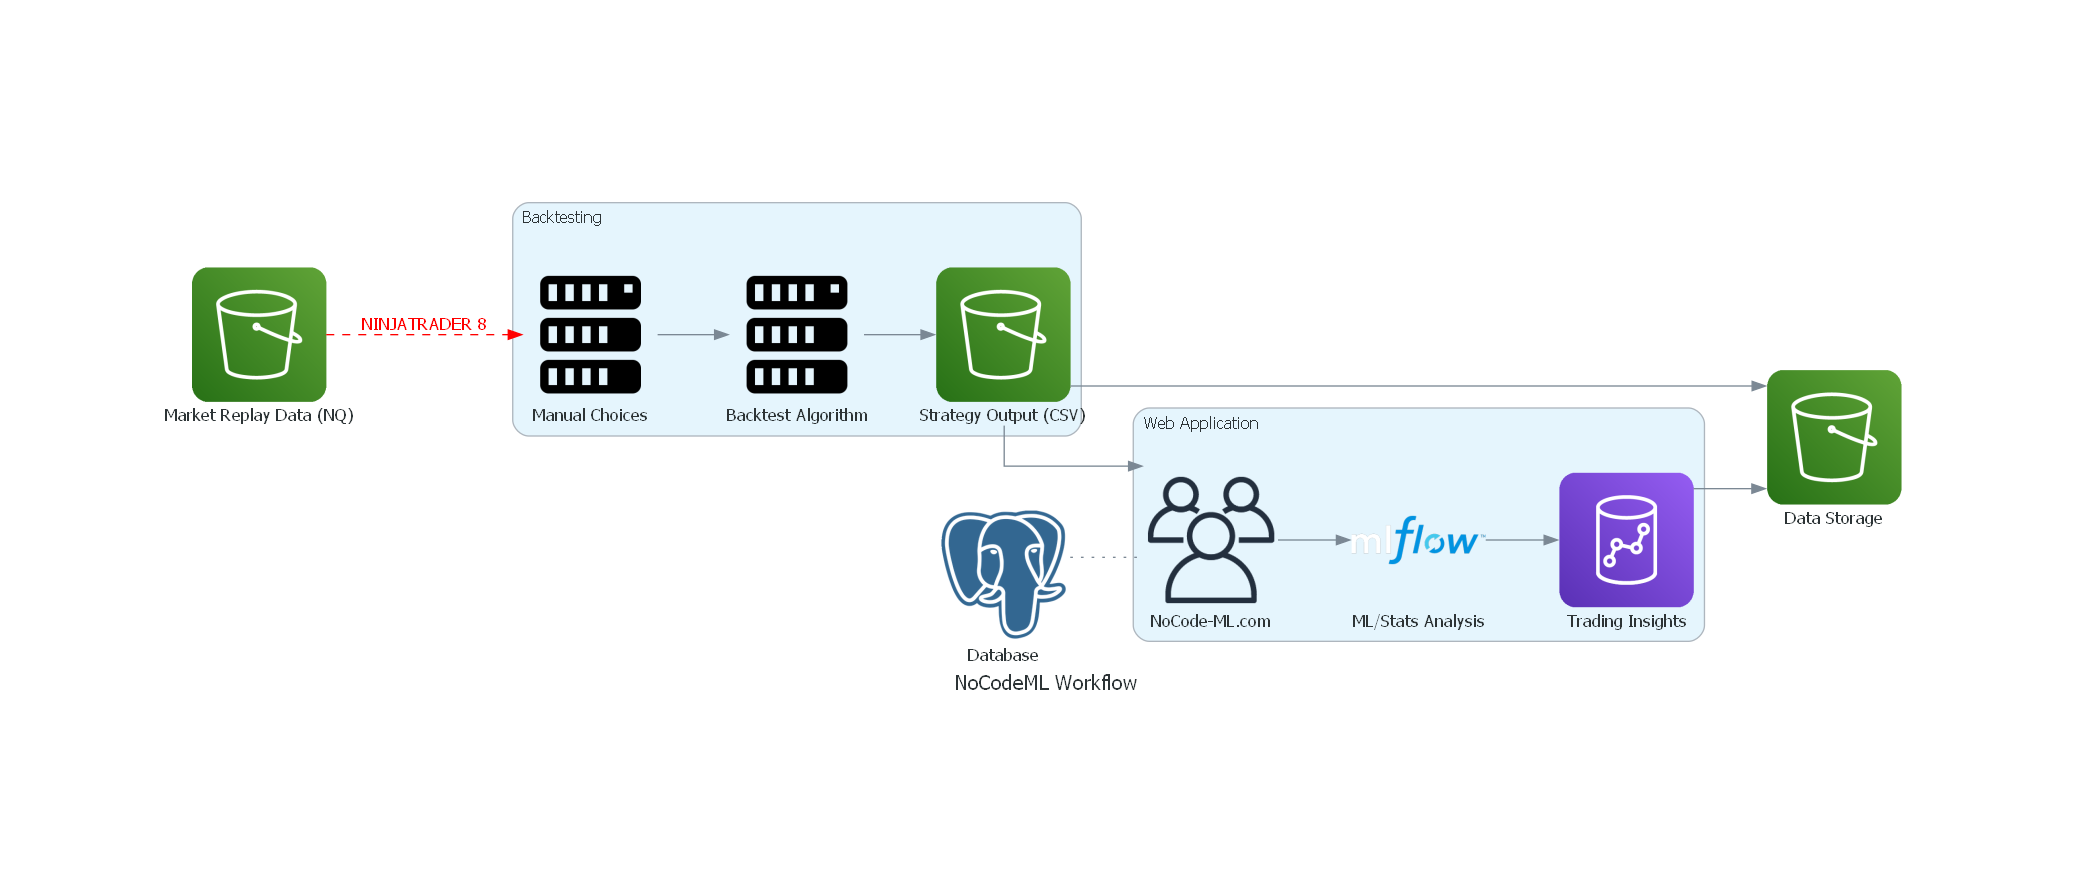 Backtesting
NINJATRADER 8
Market Replay Data (NQ)
Manual Choices
Backtest Algorithm
Strategy Output (CSV)
Web Application
Data Storage
mlflow™
NoCode-ML.com
ML/Stats Analysis
Trading Insights
Database
NoCodeML Workflow